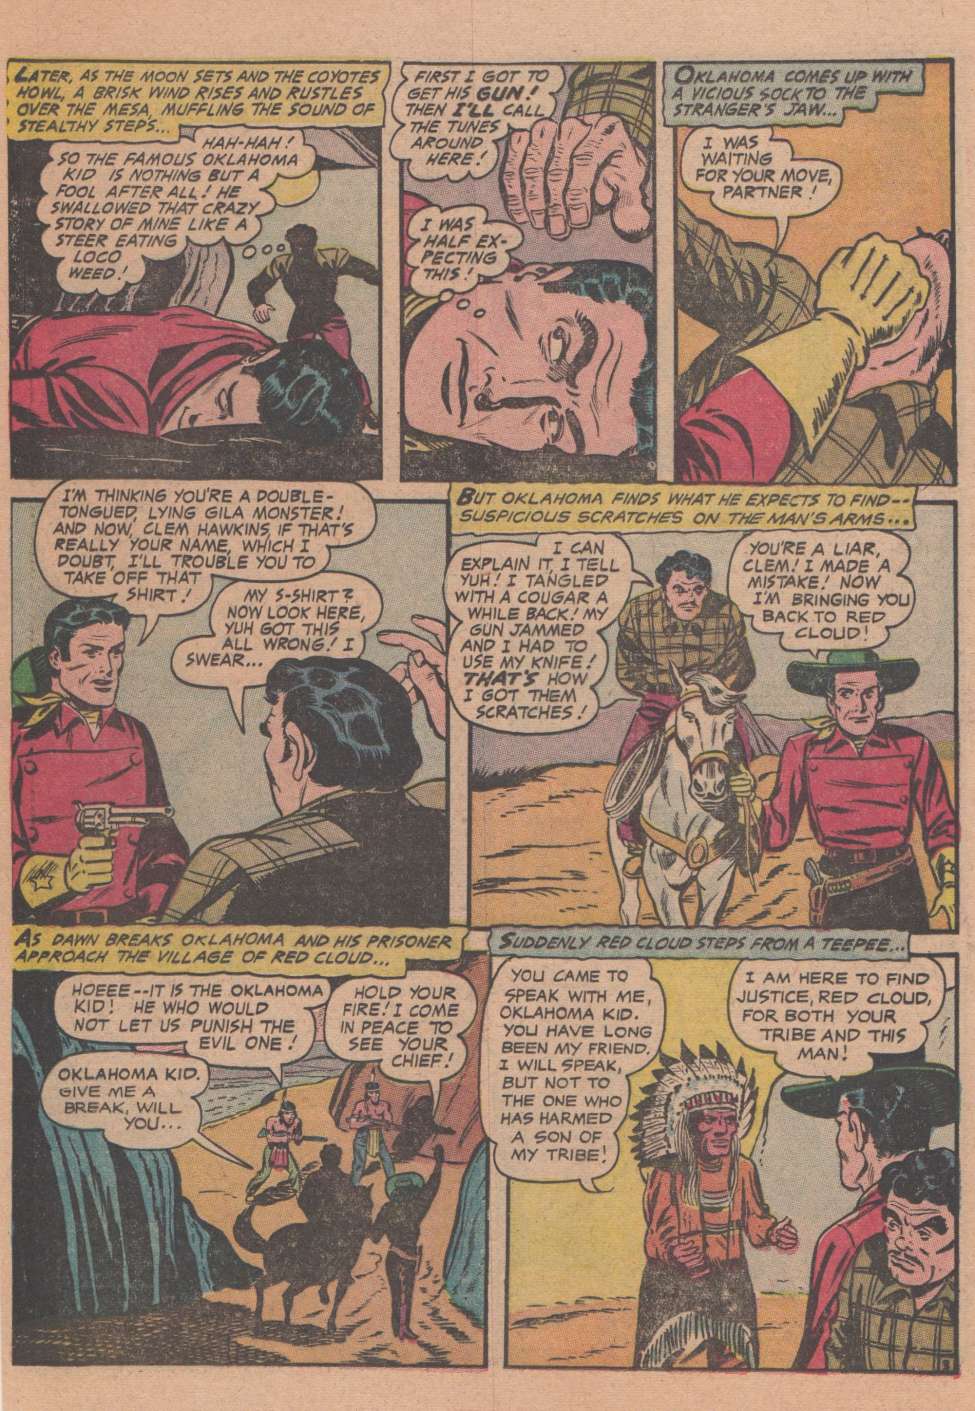 LATER, AS THE MOON SETS AND THE COYOTES
HOWL, A BRISK WIND RISES AND RUSTLES
OVER THE MESA, MUFFLING THE SOUND OF
STEALTHY STEPS...
HAH-HAH!
SO THE FAMOUS OKLAHOMA
KID IS NOTHING BUT A
FOOL AFTER ALL! HE
SWALLOWED THAT CRAZY
STORY OF MINE LIKE A
STEER EATING
LOCO
WEED!
FIRST I GOT TO
GET HIS GUN!
THEN I'LL CALL
THE TUNES
AROUND
HERE!
I WAS
HALF EX-
PECTING
THIS!
OKLAHOMA COMES UP WITH
A VICIOUS SOCK TO THE
STRANGER'S JAW...
I WAS
WAITING
FOR YOUR MOVE,
PARTNER!
I'M THINKING YOU'RE A DOUBLE-
TONGUED, LYING GILA MONSTER!
AND NOW, CLEM HAWKINS, IF THAT'S
REALLY YOUR NAME, WHICH I
DOUBT, I'LL TROUBLE YOU TO
TAKE OFF THAT
SHIRT!
MY S-SHIRT?
NOW LOOK HERE,
YUH GOT THIS
ALL WRONG! I
SWEAR...
BUT OKLAHOMA FINDS WHAT HE EXPECTS TO FIND--
SUSPICIOUS SCRATCHES ON THE MAN'S ARMS...
I CAN
EXPLAIN IT, I TELL
YUH! I TANGLED
WITH A COUGAR A
WHILE BACK! MY
GUN JAMMED
AND I HAD TO
USE MY KNIFE!
THAT'S HOW
I GOT THEM
SCRATCHES!
YOU'RE A LIAR,
CLEM! I MADE A
MISTAKE! NOW
I'M BRINGING YOU
BACK TO RED
CLOUD!
AS DAWN BREAKS OKLAHOMA AND HIS PRISONER
APPROACH THE VILLAGE OF RED CLOUD...
HOEEE--IT IS THE OKLAHOMA
KID! HE WHO WOULD
NOT LET US PUNISH THE
EVIL ONE!
HOLD YOUR
FIRE! I COME
IN PEACE TO
SEE YOUR
CHIEF!
OKLAHOMA KID.
GIVE ME A
BREAK, WILL
YOU...
SUDDENLY RED CLOUD STEPS FROM A TEEPEE...
YOU CAME TO
SPEAK WITH ME,
OKLAHOMA KID.
YOU HAVE LONG
BEEN MY FRIEND.
I WILL SPEAK,
BUT NOT TO
THE ONE WHO
HAS HARMED
A SON OF
MY TRIBE!
I AM HERE TO FIND
JUSTICE, RED CLOUD,
FOR BOTH YOUR
TRIBE AND THIS
MAN!
3